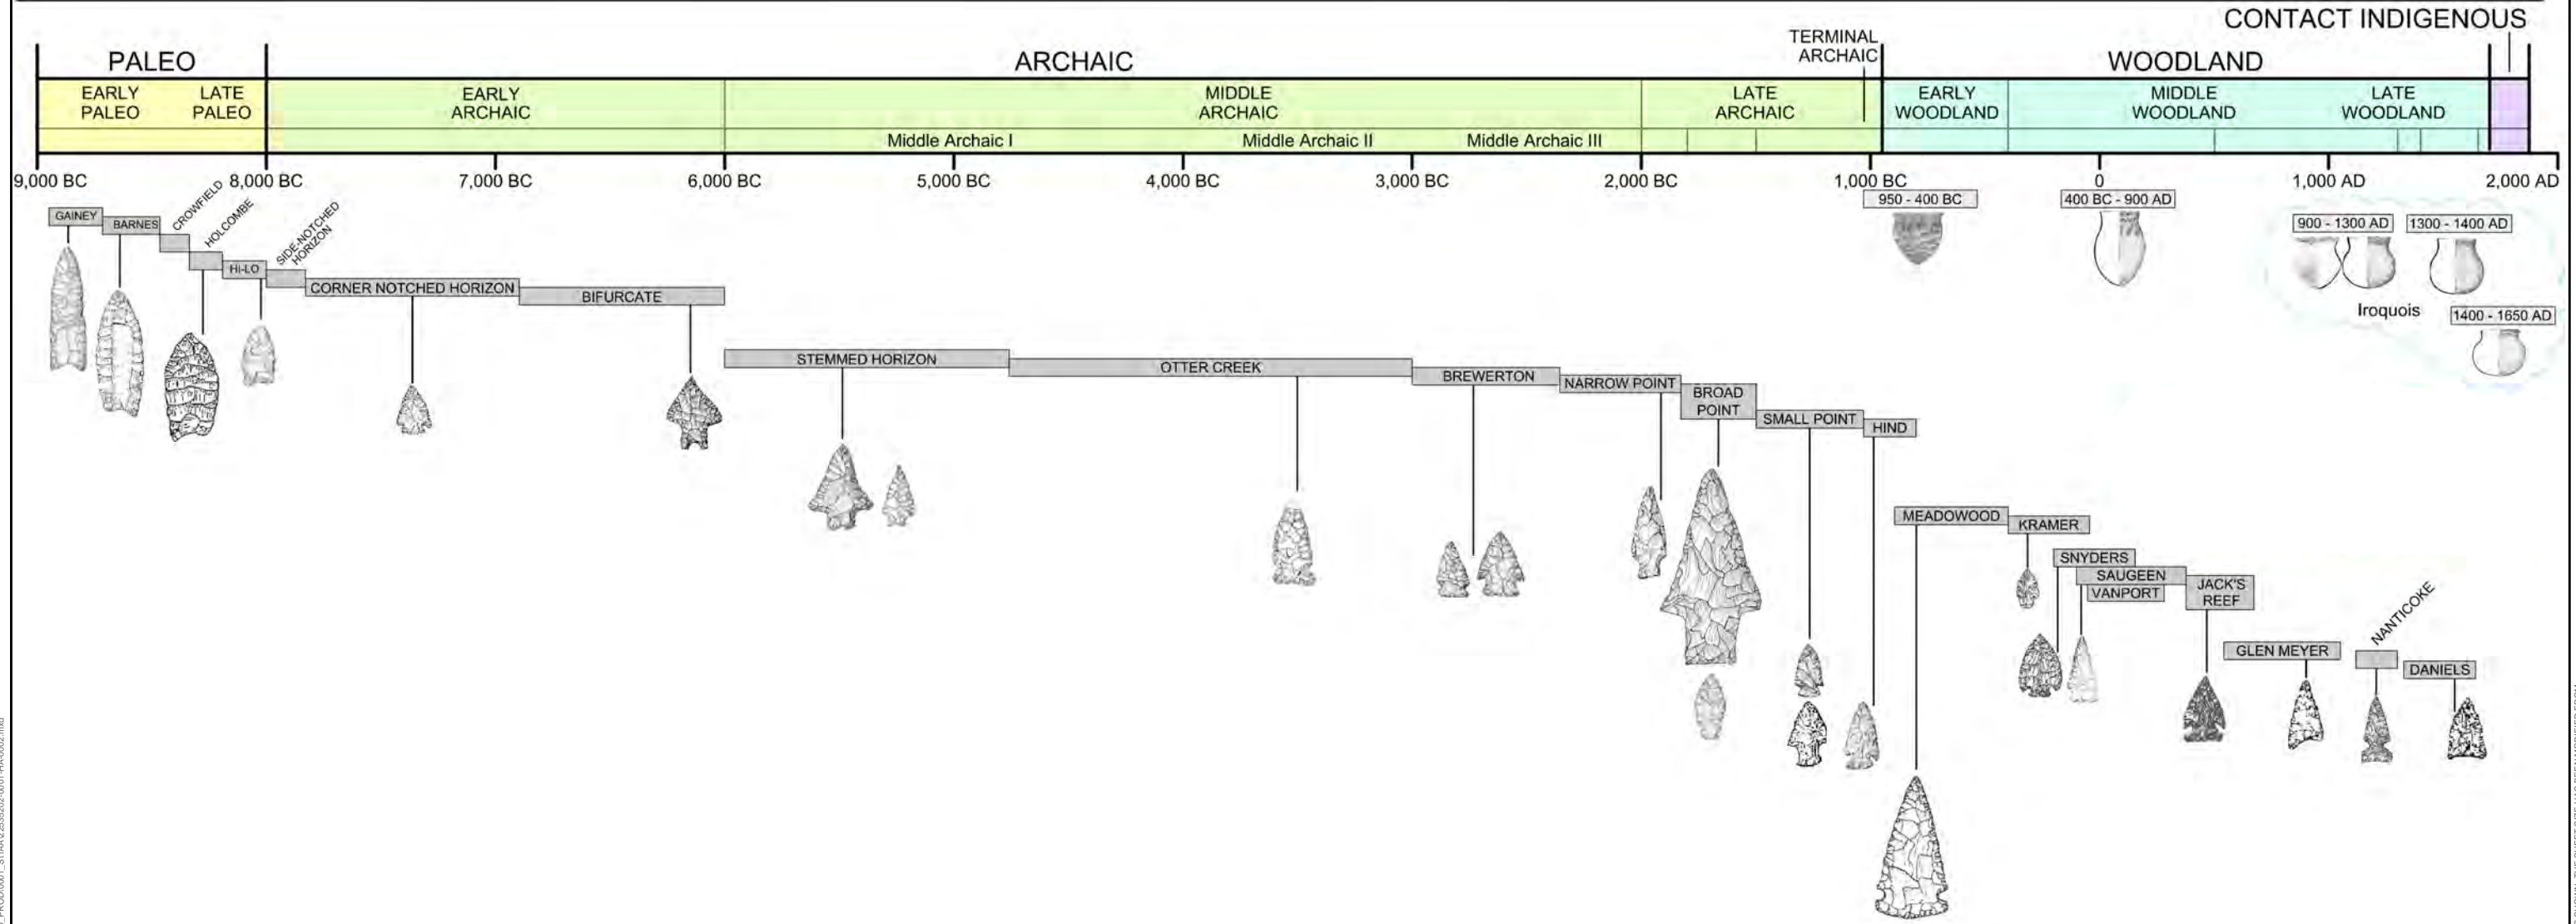 CONTACT INDIGENOUS
TERMINAL
ARCHAIC
PALEO
ARCHAIC
WOODLAND
EARLY
PALEO
LATE
PALEO
EARLY
ARCHAIC
MIDDLE
ARCHAIC
LATE
ARCHAIC
EARLY
WOODLAND
MIDDLE
WOODLAND
LATE
WOODLAND
Middle Archaic I
Middle Archaic II
Middle Archaic III
9,000 BC
8,000 BC
7,000 BC
6,000 BC
5,000 BC
4,000 BC
3,000 BC
2,000 BC
1,000 BC
0
1,000 AD
2,000 AD
950 - 400 BC
400 BC - 900 AD
900 - 1300 AD
1300 - 1400 AD
Iroquois
1400 - 1650 AD
GAINEY
BARNES
CROWFIELD
HOLCOMBE
HI-LO
SIDE-NOTCHED
HORIZON
CORNER NOTCHED HORIZON
BIFURCATE
STEMMED HORIZON
OTTER CREEK
BREWERTON
NARROW POINT
BROAD
POINT
SMALL POINT
HIND
MEADOWOOD
KRAMER
SNYDERS
SAUGEEN
VANPORT
JACK'S
REEF
GLEN MEYER
NANTICOKE
DANIELS